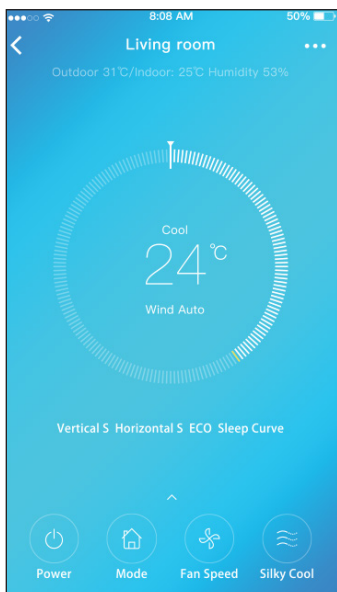 8:08 AM 50%
Living room
Outdoor 31℃/Indoor: 25℃ Humidity 53%
Cool
24℃
Wind Auto
Vertical S Horizontal S ECO Sleep Curve
Power Mode Fan Speed Silky Cool